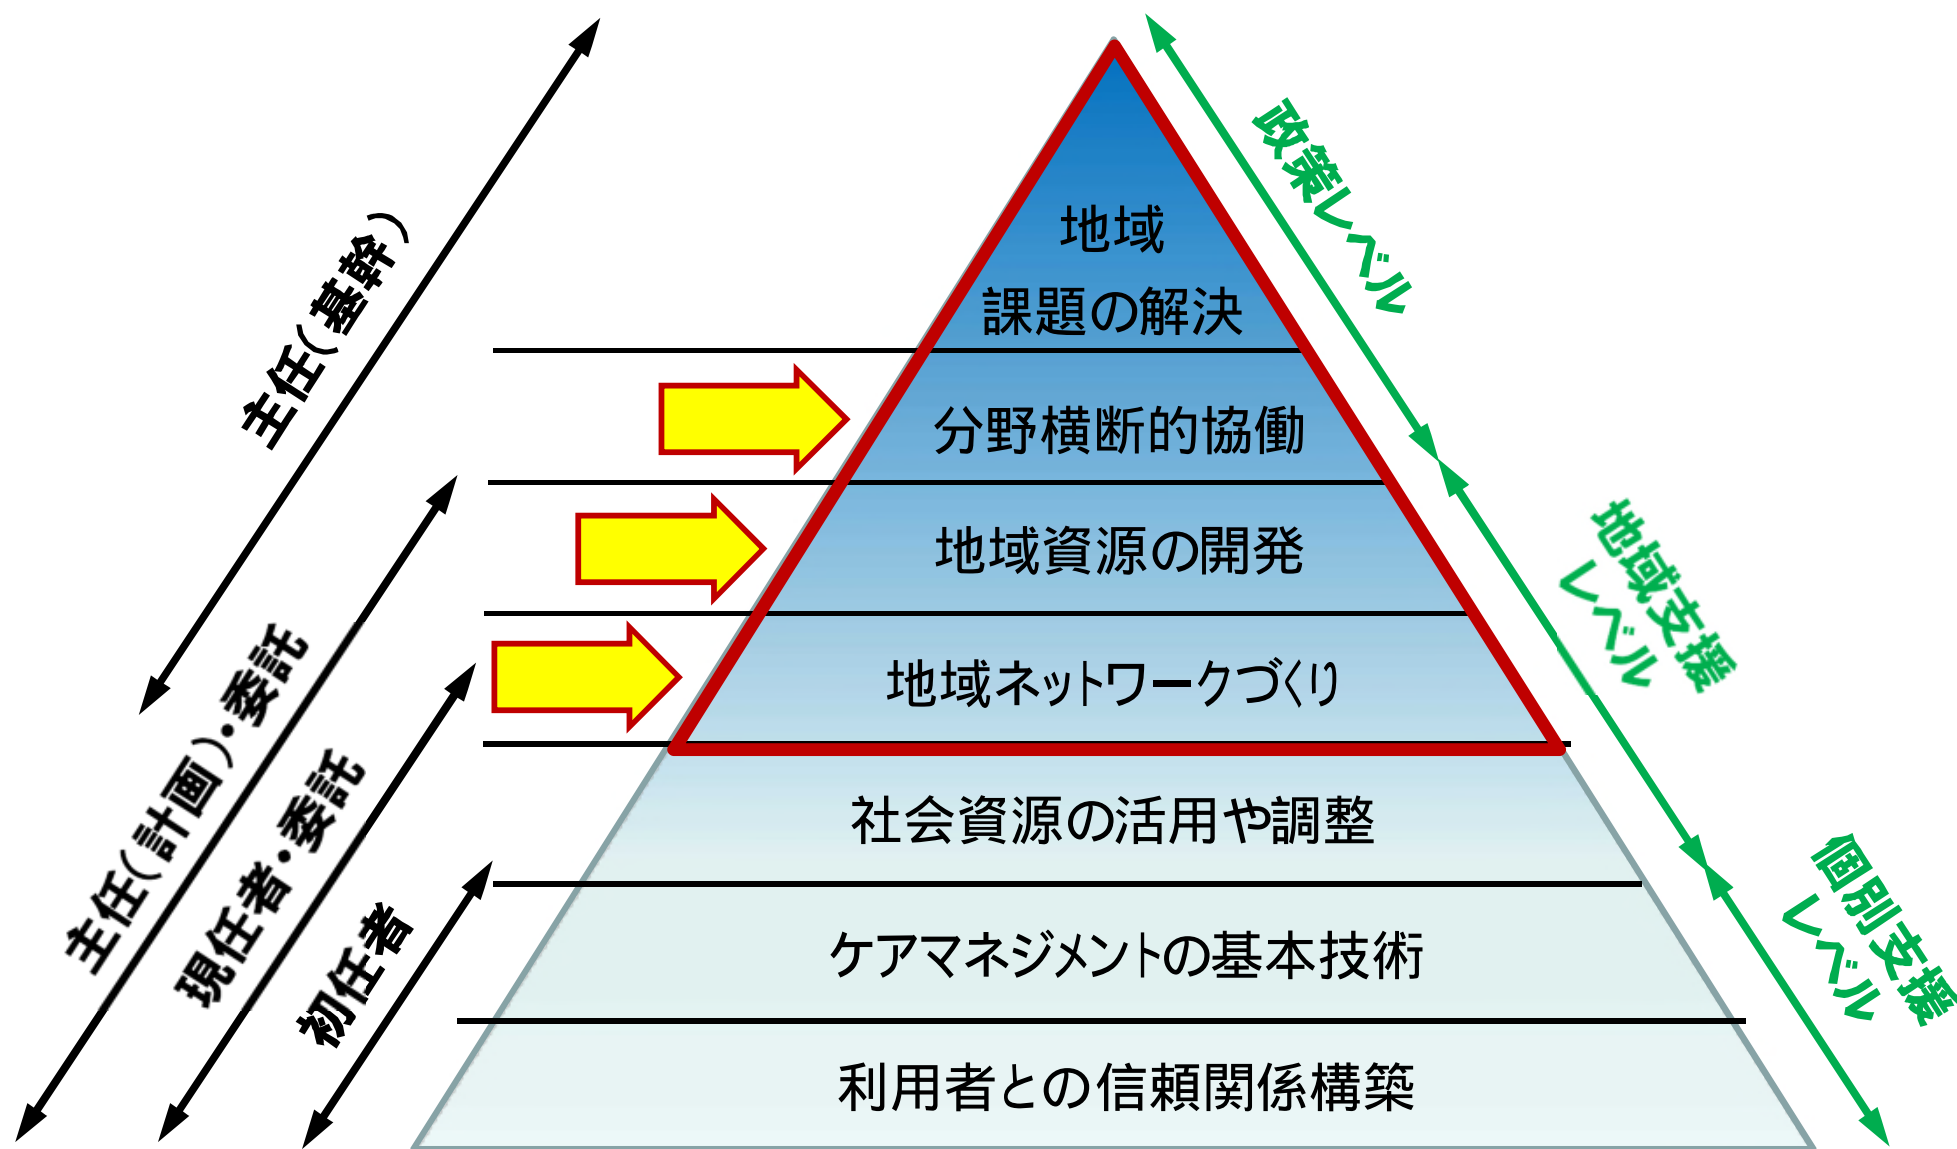 主任(基幹)
主任(計画)・委託
現任者・委託
初任者
地域
課題の解決
分野横断的協働
地域資源の開発
地域ネットワークづくり
社会資源の活用や調整
ケアマネジメントの基本技術
利用者との信頼関係構築
政策レベル
地域支援
レベル
個別支援
レベル